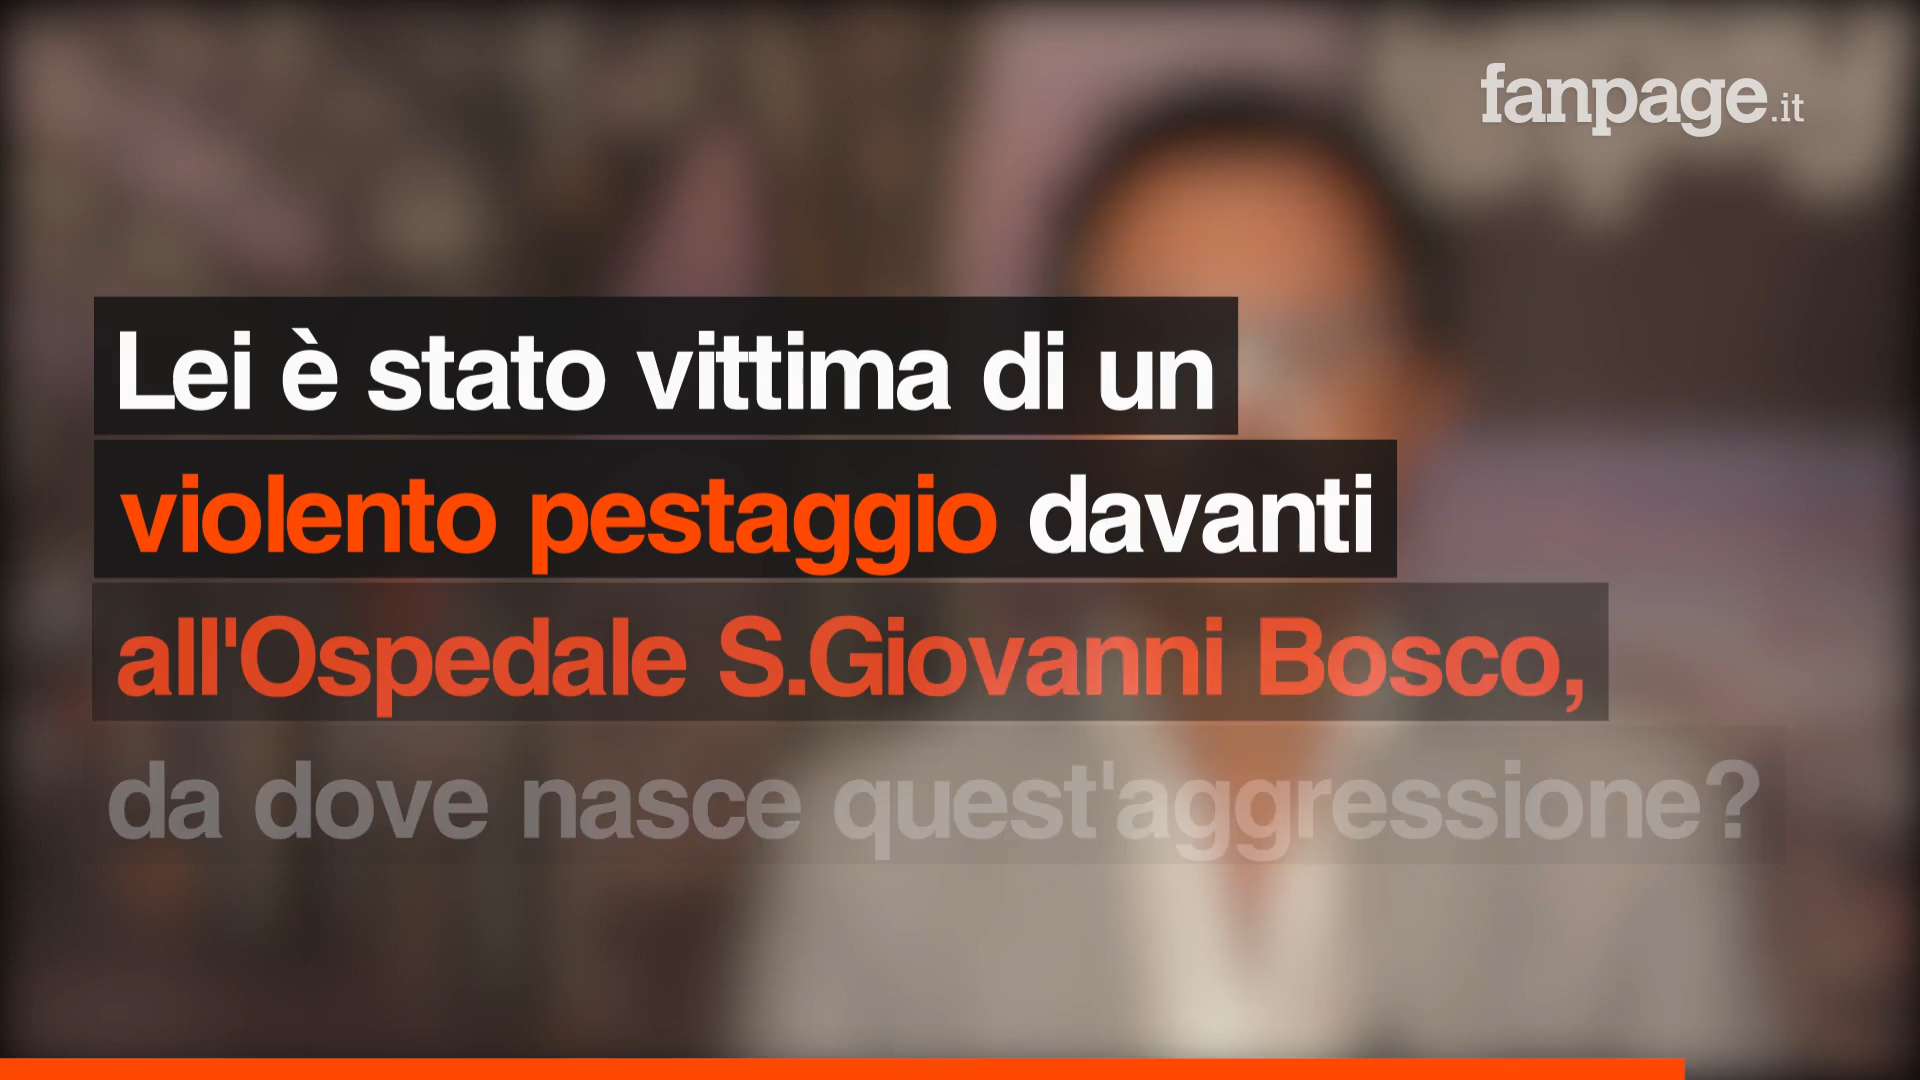 fanpage.it
Lei è stato vittima di un
violento pestaggio davanti
all'Ospedale S.Giovanni Bosco,
da dove nasce quest'aggressione?